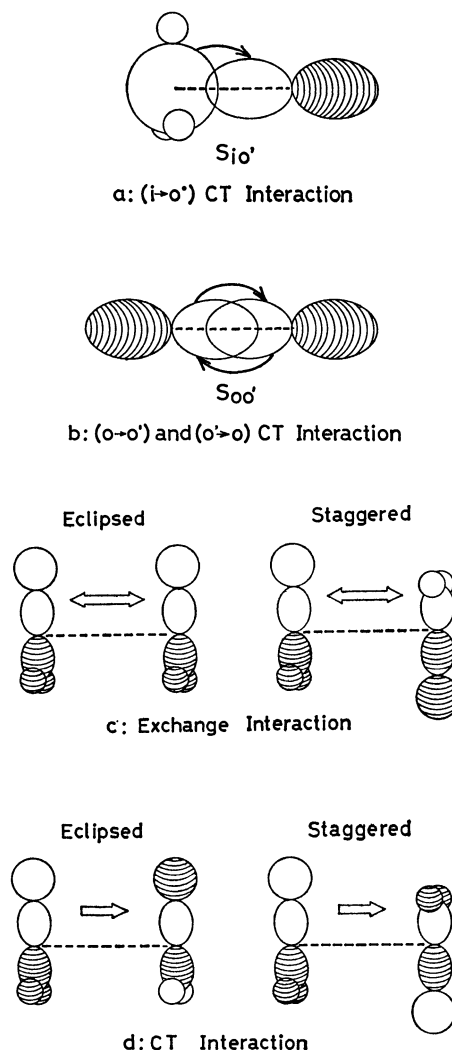 Sio'
a: (i→o') CT Interaction
Soo'
b: (o→o') and (o'→o) CT Interaction
Eclipsed Staggered
c: Exchange Interaction
Eclipsed Staggered
d: CT Interaction